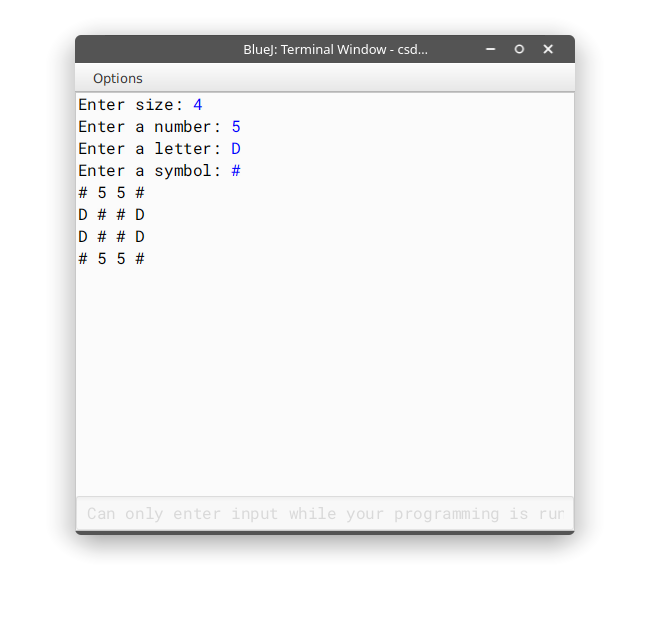 BlueJ: Terminal Window - csd...
Options
Enter size: 4
Enter a number: 5
Enter a letter: D
Enter a symbol: #
# 5 5 #
D # # D
D # # D
# 5 5 #
Can only enter input while your programming is rur